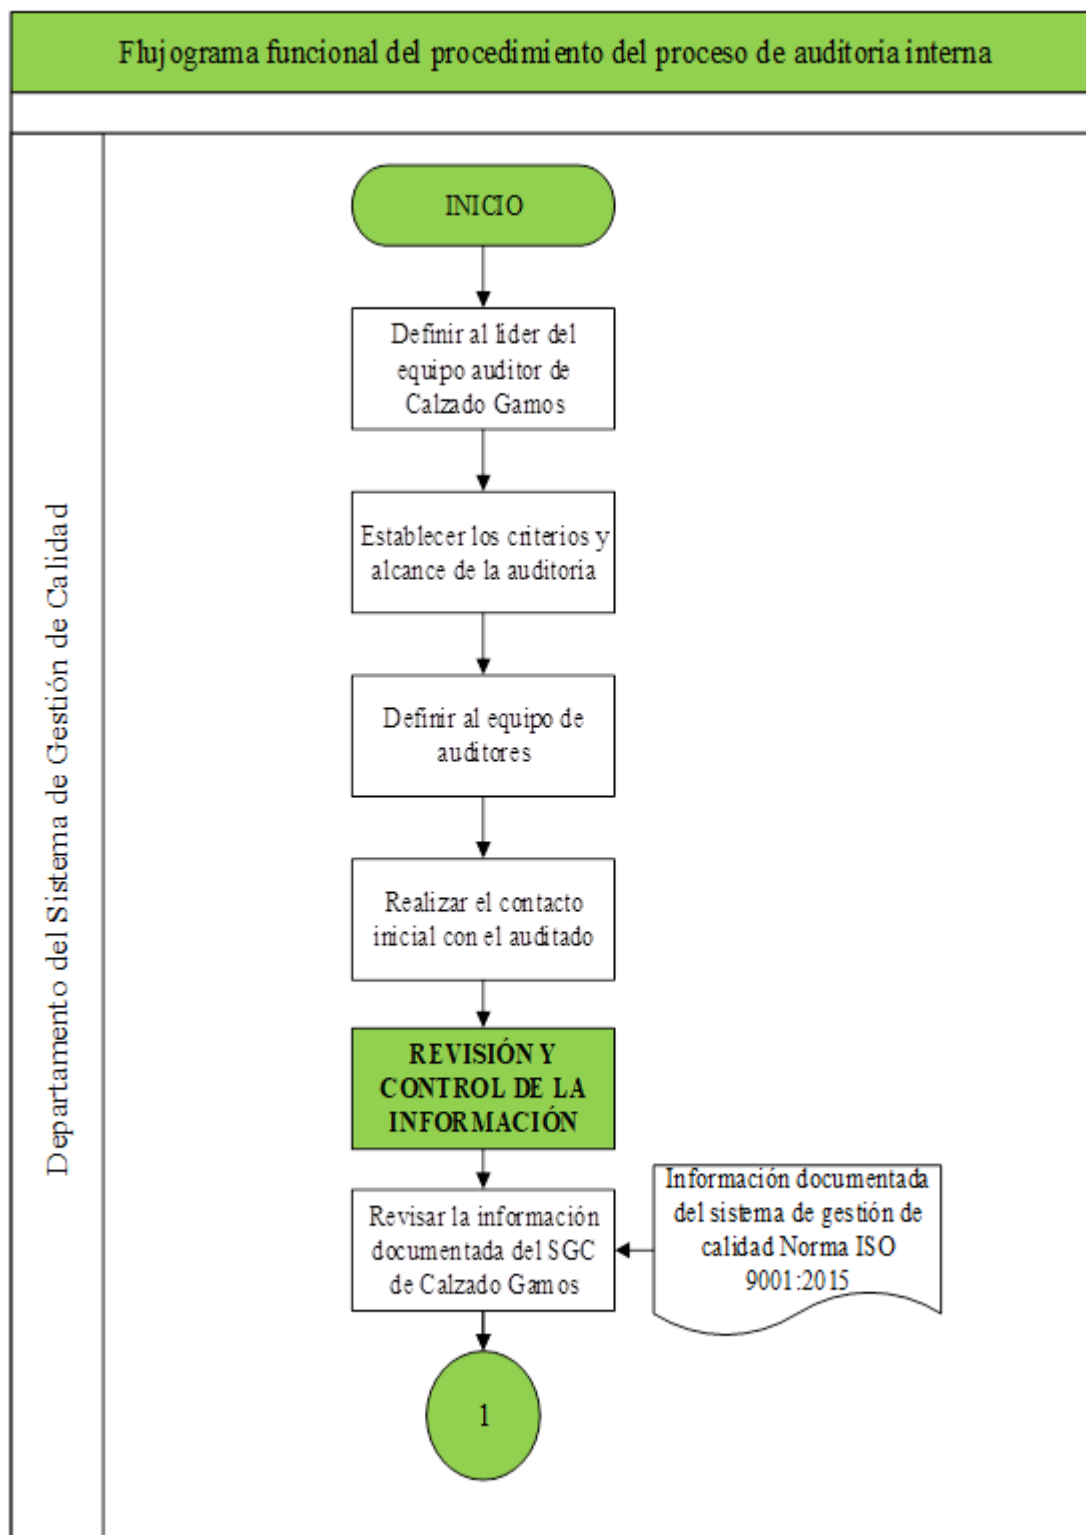 Flujograma funcional del procedimiento del proceso de auditoria interna
Departamento del Sistema de Gestión de Calidad
INICIO
Definir al lider del
equipo auditor de
Calzado Gamos
Establecer los criterios y
alcance de la auditoria
Definir al equipo de
auditores
Realizar el contacto
inicial con el auditado
REVISIÓN Y
CONTROL DE LA
INFORMACIÓN
Revisar la información
documentada del SGC
de Calzado Gamos
Información documentada
del sistema de gestión de
calidad Norma ISO
9001:2015
1